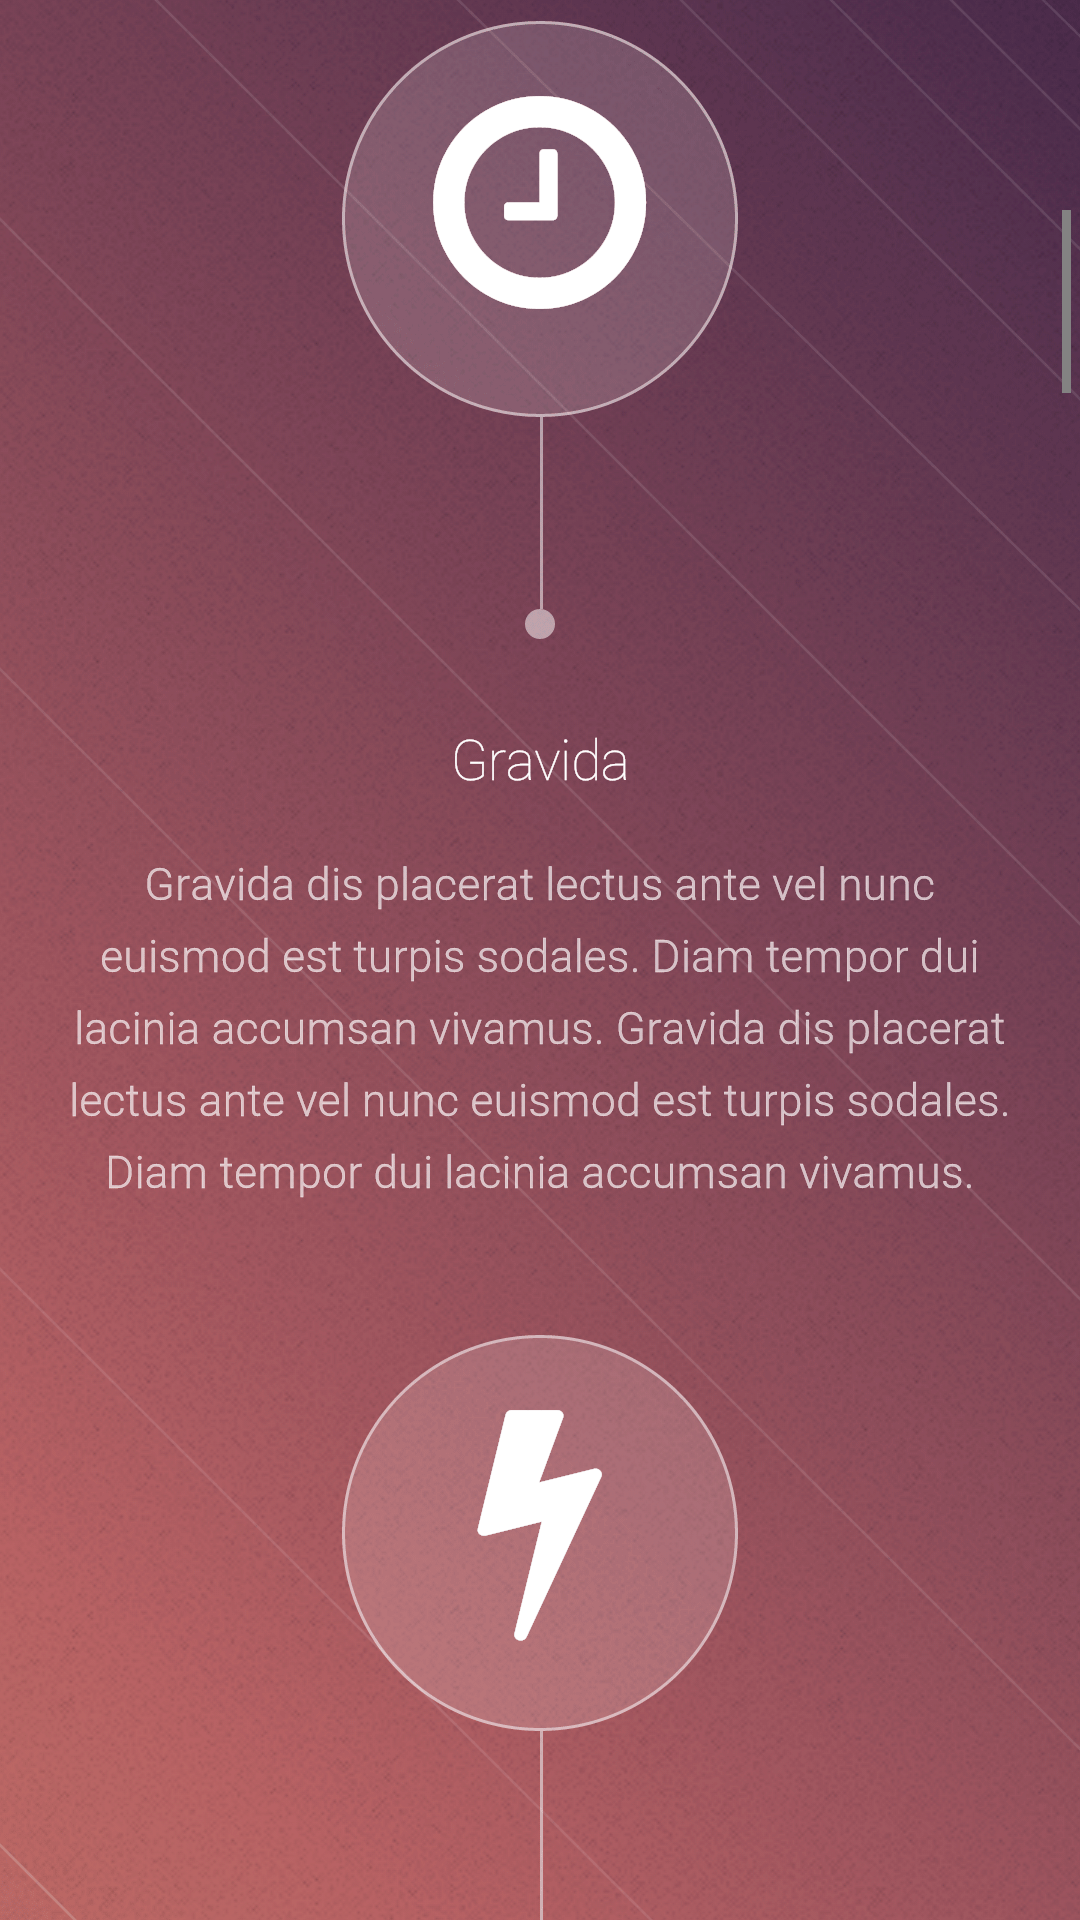 Gravida
Gravida dis placerat lectus ante vel nunc
euismod est turpis sodales. Diam tempor dui
lacinia accumsan vivamus. Gravida dis placerat
lectus ante vel nunc euismod est turpis sodales.
Diam tempor dui lacinia accumsan vivamus.